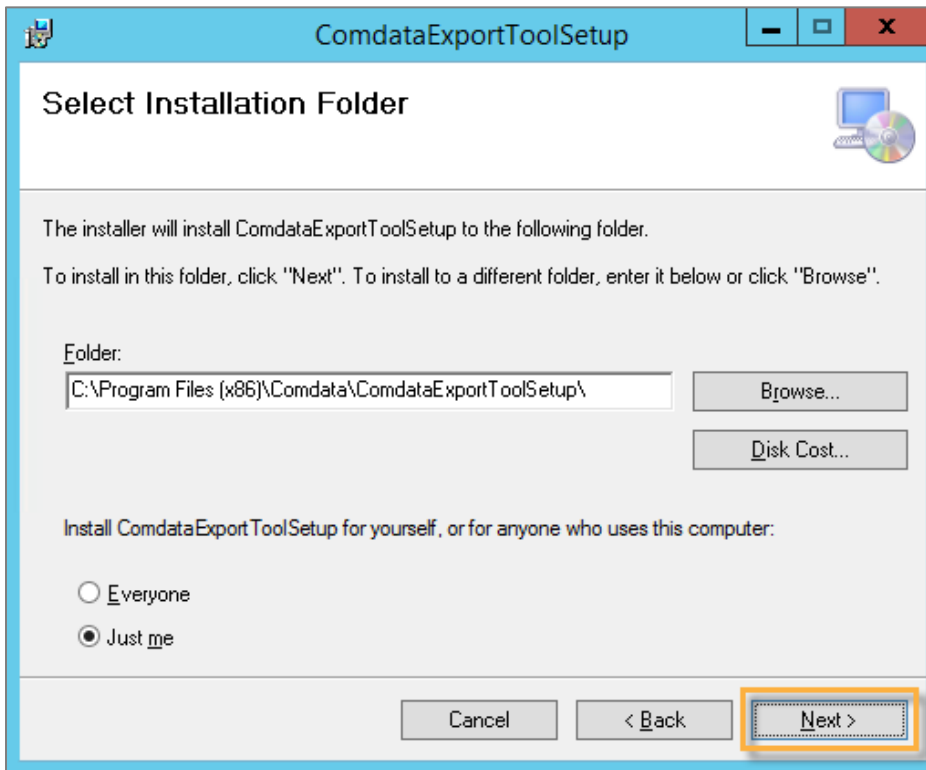 ComdataExportToolSetup
Select Installation Folder
The installer will install ComdataExportToolSetup to the following folder.
To install in this folder, click "Next". To install to a different folder, enter it below or click "Browse".
Folder:
C:\Program Files (x86)\Comdata\ComdataExportToolSetup\
Browse...
Disk Cost...
Install ComdataExportToolSetup for yourself, or for anyone who uses this computer:
Everyone
Just me
Cancel
< Back
Next >